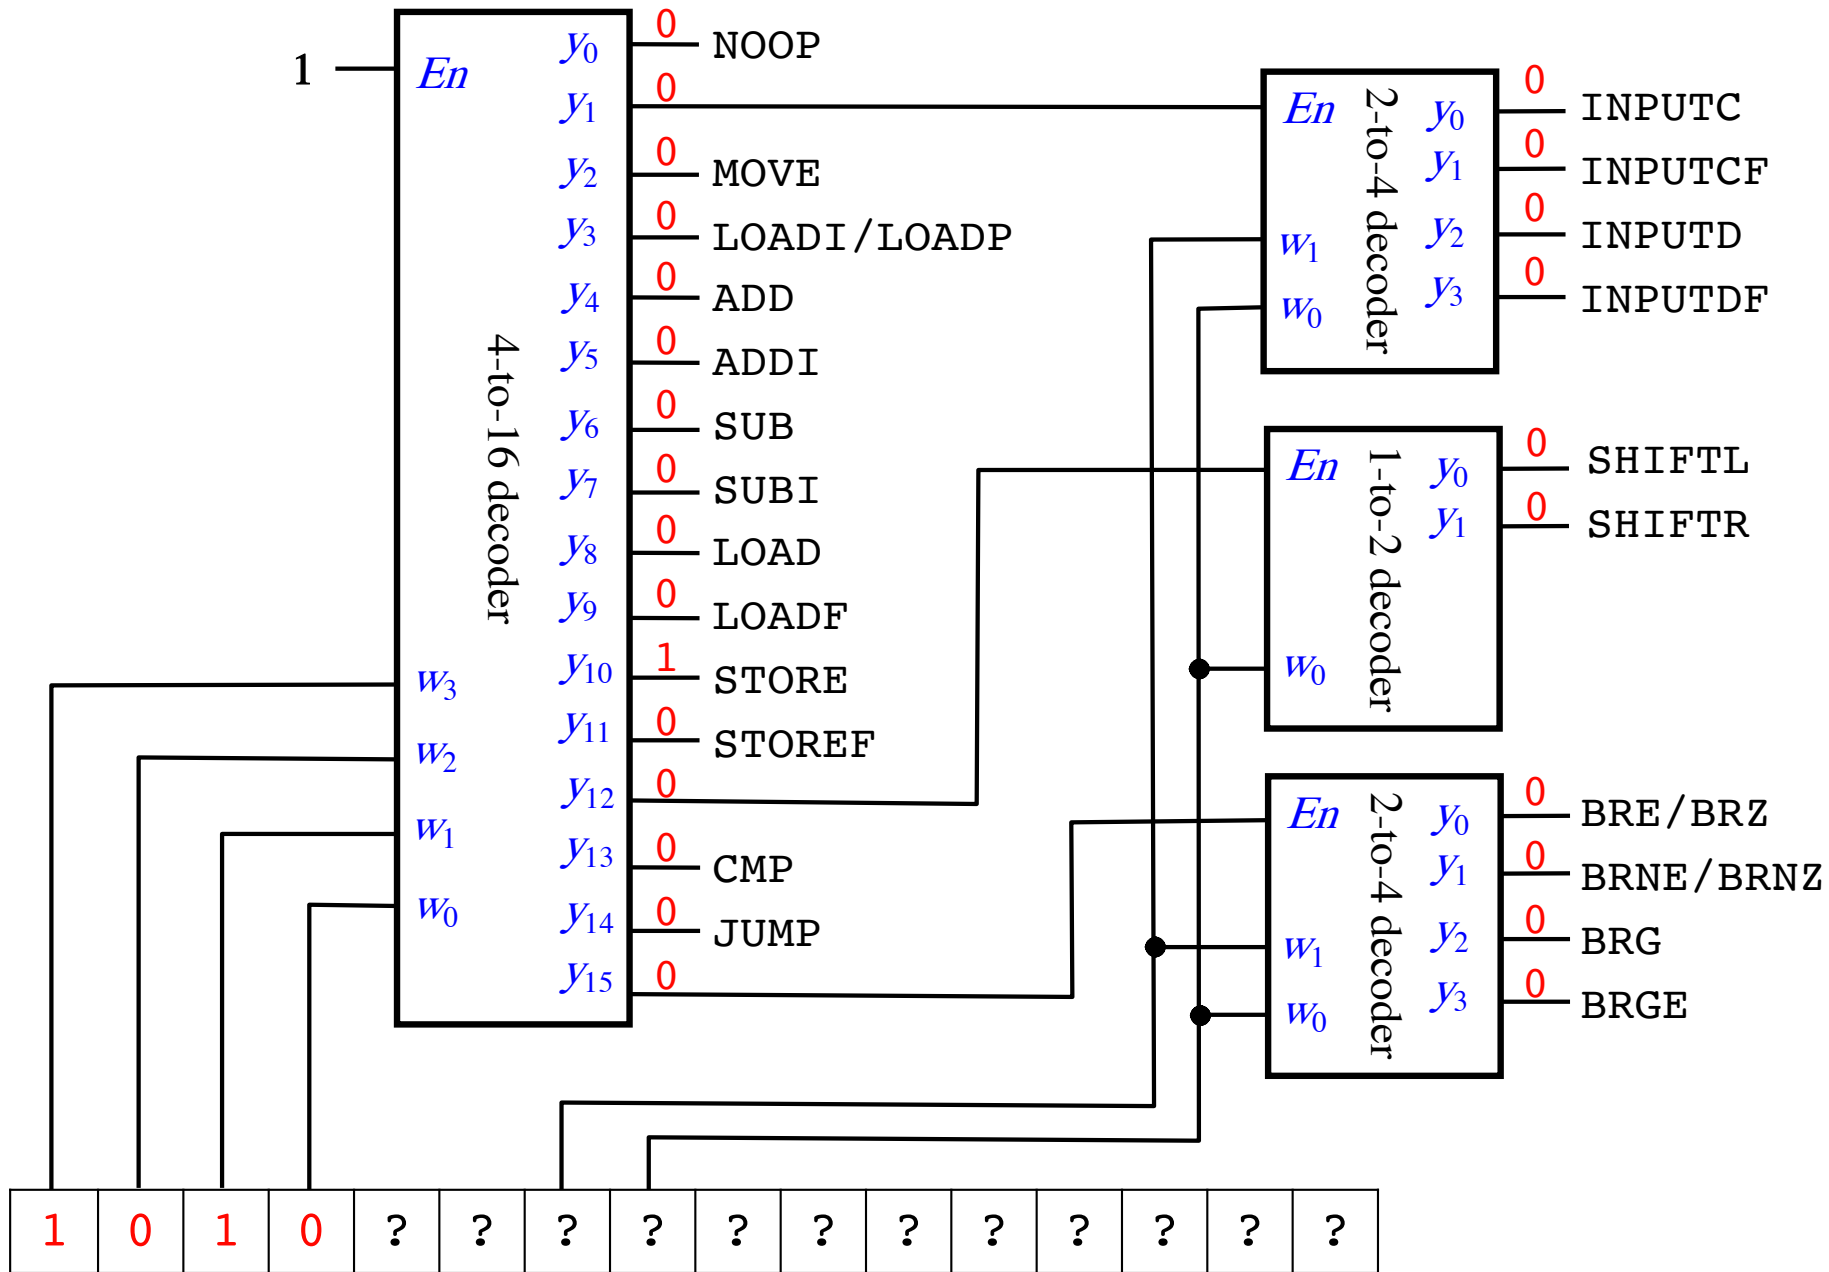 1
En
4-to-16 decoder
w3
w2
w1
w0
y0 0 NOOP
y1 0
y2 0 MOVE
y3 0 LOADI/LOADP
y4 0 ADD
y5 0 ADDI
y6 0 SUB
y7 0 SUBI
y8 0 LOAD
y9 0 LOADF
y10 1 STORE
y11 0 STOREF
y12 0
y13 0 CMP
y14 0 JUMP
y15 0
En
w1
w0
2-to-4 decoder
y0 0 INPUTC
y1 0 INPUTCF
y2 0 INPUTD
y3 0 INPUTDF
En
w0
1-to-2 decoder
y0 0 SHIFTL
y1 0 SHIFTR
En
w1
w0
2-to-4 decoder
y0 0 BRE/BRZ
y1 0 BRNE/BRNZ
y2 0 BRG
y3 0 BRGE
1 0 1 0 ? ? ? ? ? ? ? ? ? ? ? ?